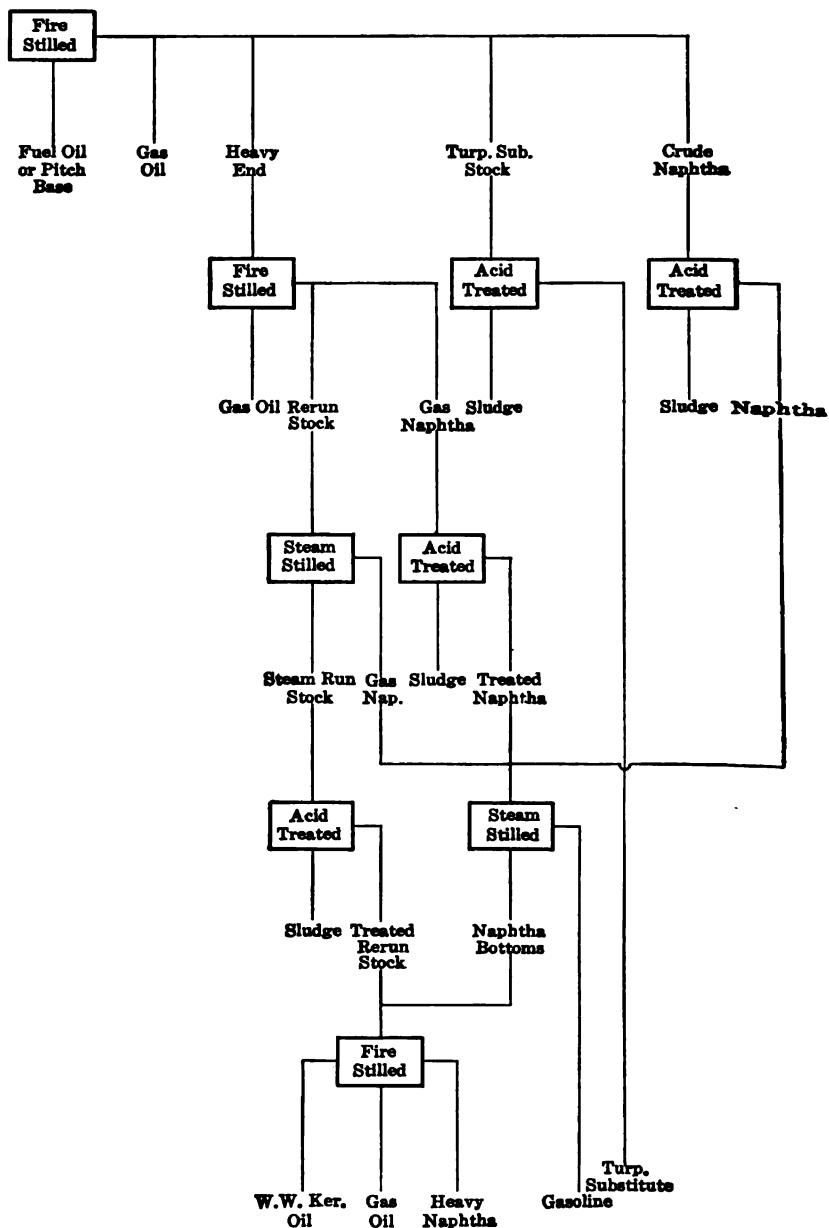 Fire
Stilled
Fuel Oil
or Pitch
Base
Gas
Oil
Heavy
End
Turp. Sub.
Stock
Crude
Naphtha
Fire
Stilled
Acid
Treated
Acid
Treated
Gas Oil
Rerun
Stock
Gas
Naphtha
Sludge
Sludge
Naphtha
Steam
Stilled
Acid
Treated
Steam Run
Stock
Gas
Nap.
Sludge
Treated
Naphtha
Acid
Treated
Steam
Stilled
Sludge
Treated
Rerun
Stock
Naphtha
Bottoms
Fire
Stilled
W.W. Ker.
Oil
Gas
Oil
Heavy
Naphtha
Gasoline
Turp.
Substitute